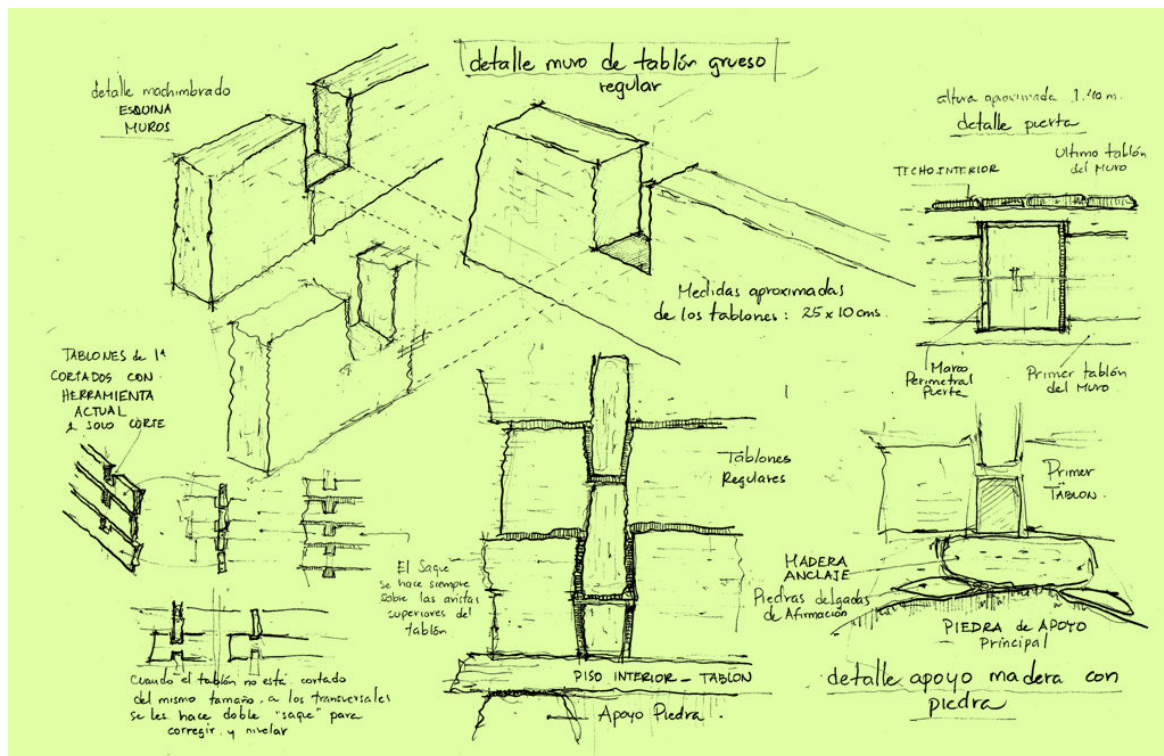 detalle muro de tablón grueso
regular
detalle machimbrado
ESQUINA
MUROS
altura aproximada 1.40 m.
detalle puerta
TECHO INTERIOR
Ultimo tablón
del Muro
Medidas aproximadas
de los tablones: 25 x 10 cms.
Marco
Perimetral
Puerta
Primer tablón
del Muro
TABLONES de 1ª
CORTADOS CON
HERRAMIENTA
ACTUAL
1 SOLO CORTE
Tablones
Regulares
Primer
TABLON
El Saque
se hace siempre
sobre las aristas
superiores del
tablón
MADERA
ANCLAJE
Piedras delgadas
de Afirmación
PIEDRA de APOYO
Principal
PISO INTERIOR - TABLON
Apoyo Piedra.
cuando el tablón no está cortado
del mismo tamaño, a los transversales
se les hace doble "saque" para
corregir y nivelar
detalle apoyo madera con
piedra